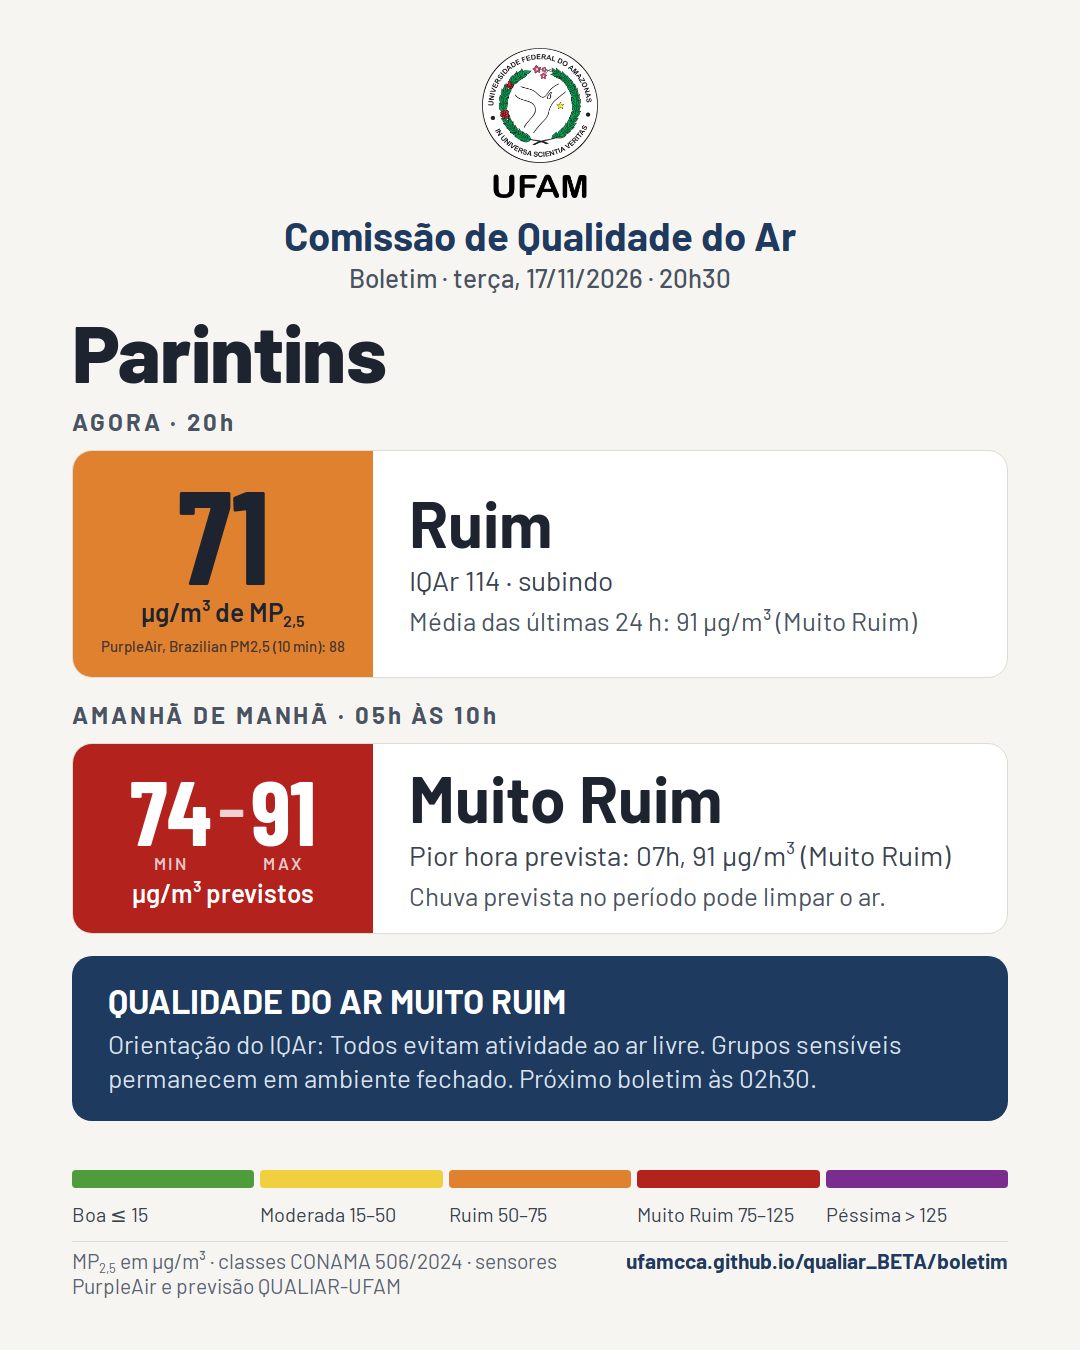 UNIVERSIDADE FEDERAL DO AMAZONAS
IN UNIVERSA SCIENTIA VERITAS
UFAM
Comissão de Qualidade do Ar
Boletim · terça, 17/11/2026 · 20h30
Parintins
AGORA · 20h
71
µg/m³ de MP2,5
PurpleAir, Brazilian PM2,5 (10 min): 88
Ruim
IQAr 114 · subindo
Média das últimas 24 h: 91 µg/m³ (Muito Ruim)
AMANHÃ DE MANHÃ · 05h ÀS 10h
74–91
MIN MAX
µg/m³ previstos
Muito Ruim
Pior hora prevista: 07h, 91 µg/m³ (Muito Ruim)
Chuva prevista no período pode limpar o ar.
QUALIDADE DO AR MUITO RUIM
Orientação do IQAr: Todos evitam atividade ao ar livre. Grupos sensíveis
permanecem em ambiente fechado. Próximo boletim às 02h30.
Boa ≤ 15
Moderada 15–50
Ruim 50–75
Muito Ruim 75–125
Péssima > 125
MP2,5 em µg/m³ · classes CONAMA 506/2024 · sensores
PurpleAir e previsão QUALIAR-UFAM
ufamcca.github.io/qualiar_BETA/boletim